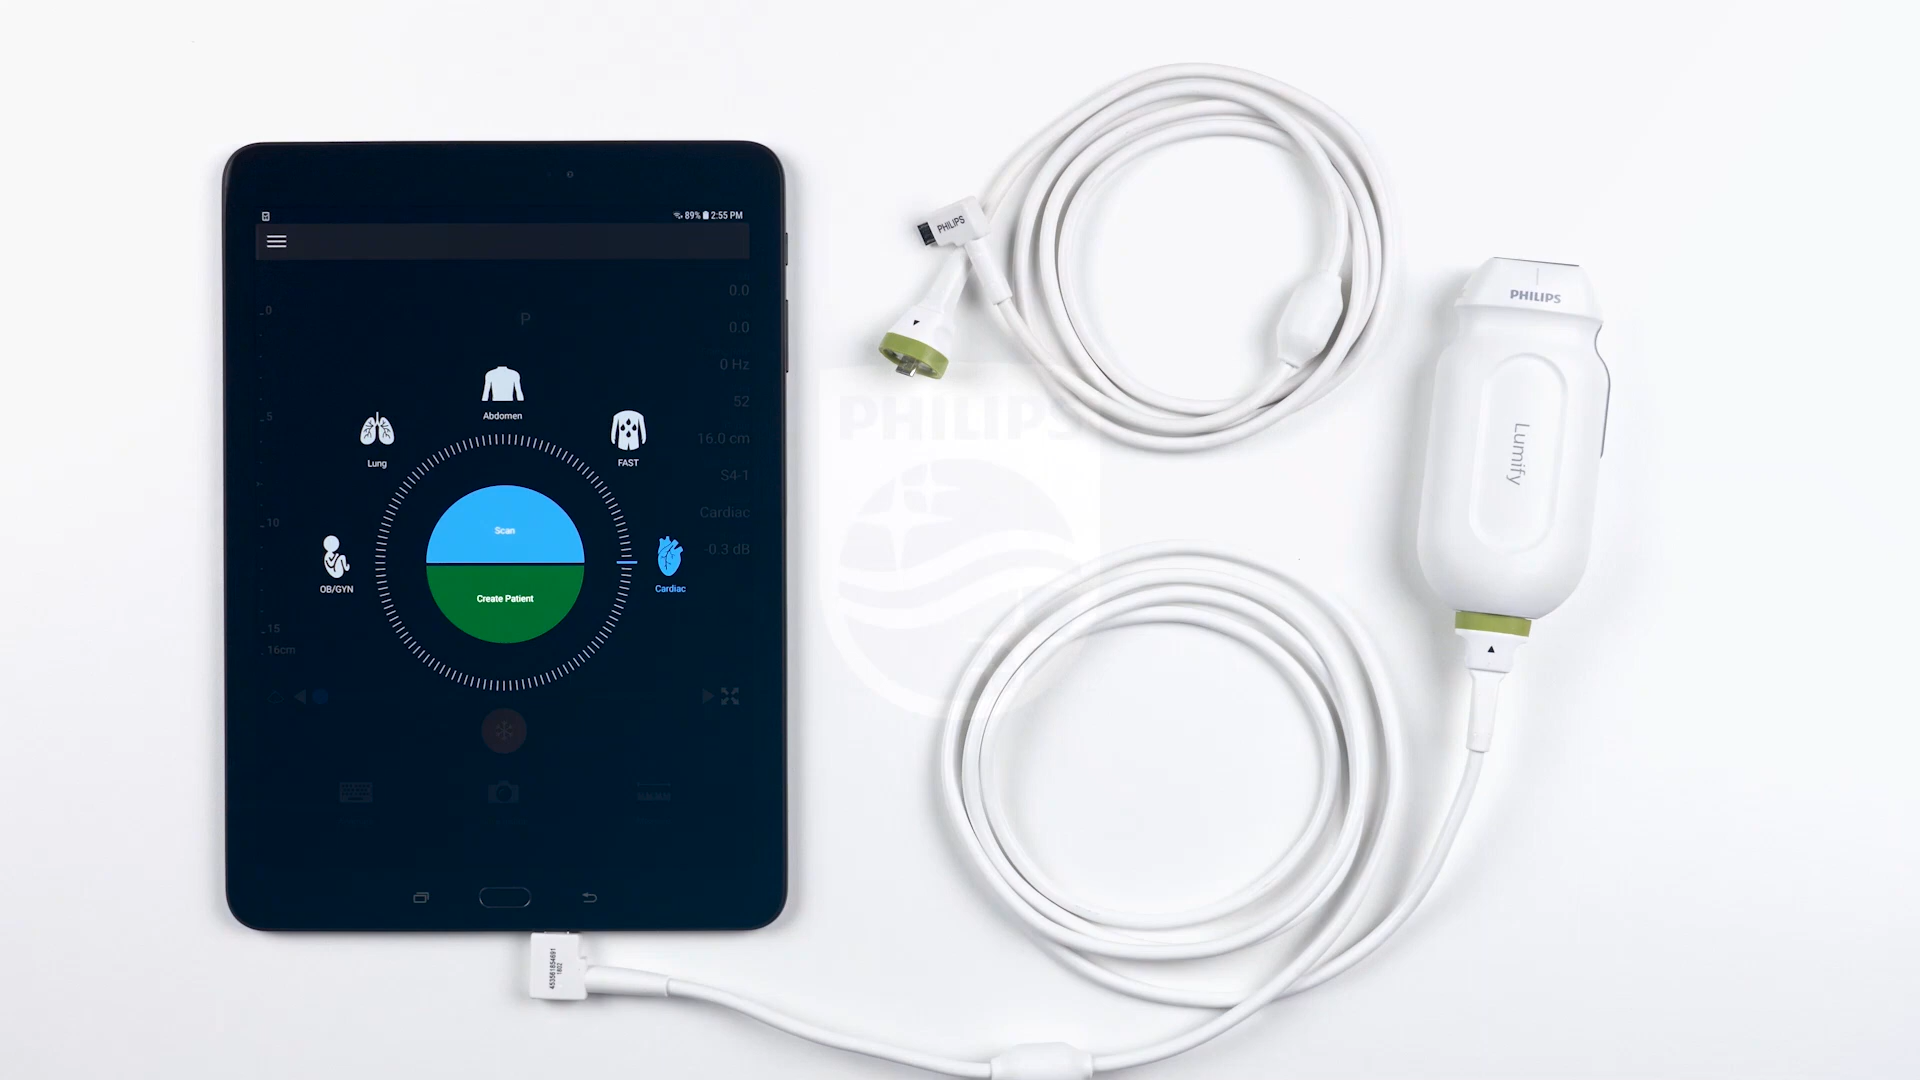 89% 2:55 PM
0.0
0.0
0 Hz
52
16.0 cm
S4-1
Cardiac
-0.3 dB
0
5
10
15
16cm
P
Abdomen
Lung
FAST
OB/GYN
Cardiac
Scan
Create Patient
PHILIPS
PHILIPS
PHILIPS
Lumify
453561854691
1602